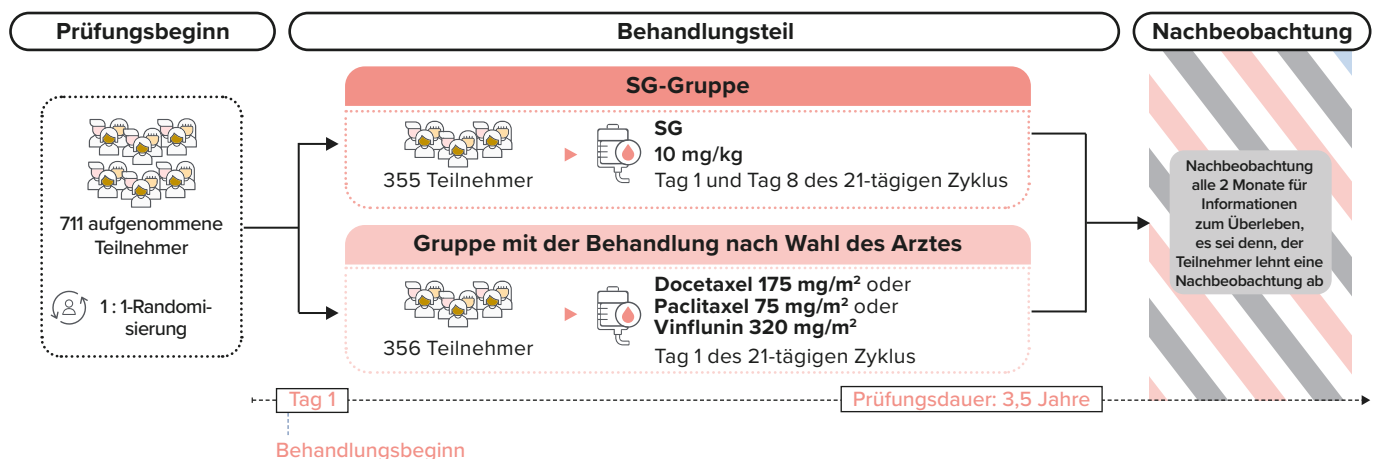 Prüfungsbeginn
Behandlungsteil
Nachbeobachtung
711 aufgenommene
Teilnehmer
1 : 1-Randomi-
sierung
SG-Gruppe
355 Teilnehmer
SG
10 mg/kg
Tag 1 und Tag 8 des 21-tägigen Zyklus
Gruppe mit der Behandlung nach Wahl des Arztes
356 Teilnehmer
Docetaxel 175 mg/m² oder
Paclitaxel 75 mg/m² oder
Vinflunin 320 mg/m²
Tag 1 des 21-tägigen Zyklus
Nachbeobachtung
alle 2 Monate für
Informationen
zum Überleben,
es sei denn, der
Teilnehmer lehnt eine
Nachbeobachtung ab
Tag 1
Prüfungsdauer: 3,5 Jahre
Behandlungsbeginn